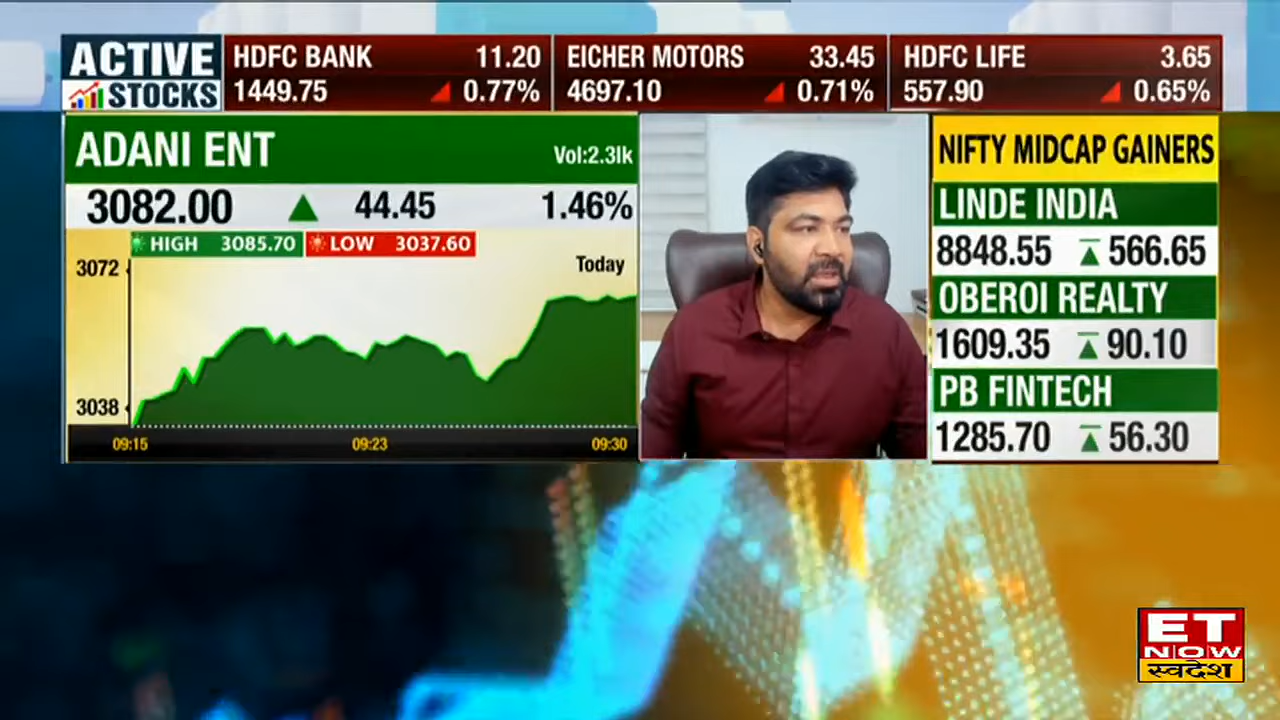 ACTIVE
STOCKS
HDFC BANK 11.20
1449.75 0.77%
EICHER MOTORS 33.45
4697.10 0.71%
HDFC LIFE 3.65
557.90 0.65%
ADANI ENT Vol:2.3lk
3082.00 44.45 1.46%
HIGH 3085.70 LOW 3037.60
Today
3072
3038
09:15 09:23 09:30
NIFTY MIDCAP GAINERS
LINDE INDIA
8848.55 566.65
OBEROI REALTY
1609.35 90.10
PB FINTECH
1285.70 56.30
ET
NOW
स्वदेश